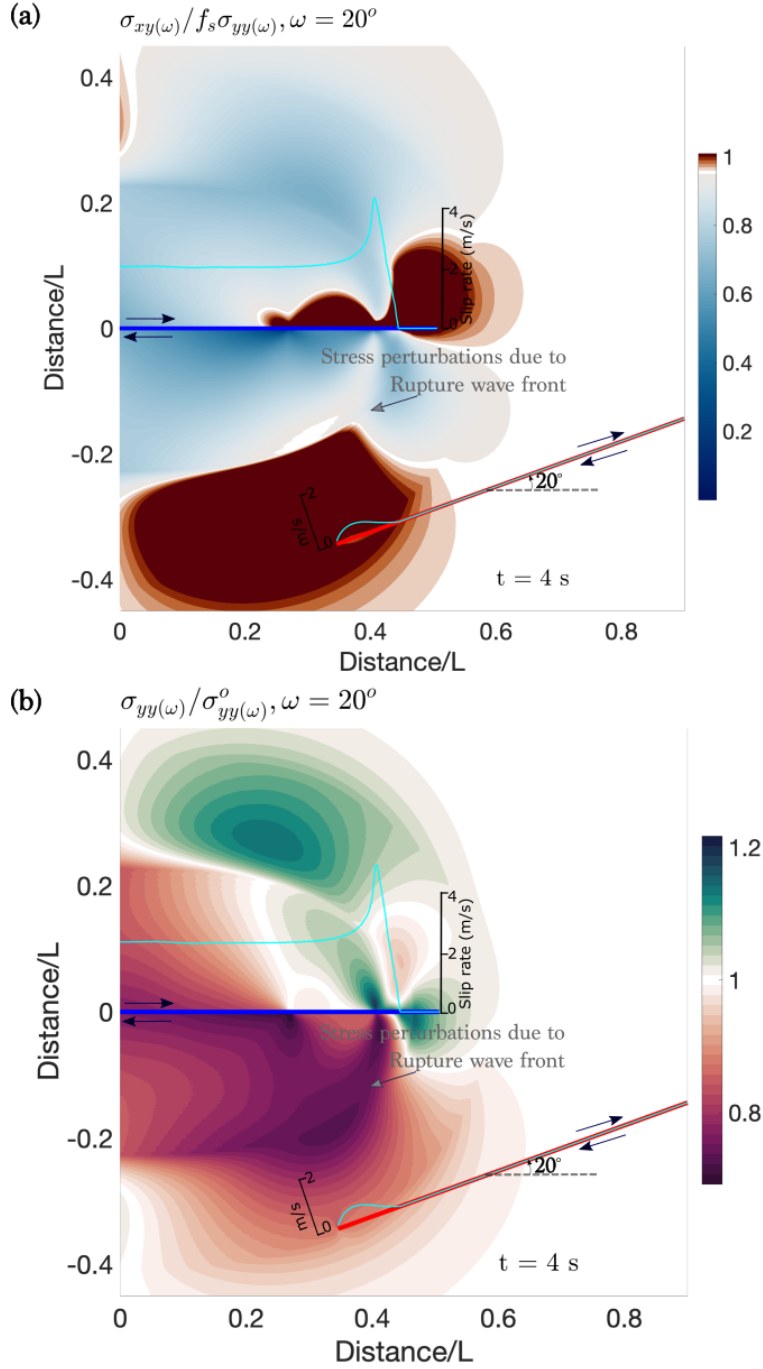 (a) σxy(ω)/fsσyy(ω), ω = 20°
0.4
0.2
0
-0.2
-0.4
Distance/L
4
2
0
Slip rate (m/s)
Stress perturbations due to
Rupture wave front
2
0
m/s
20°
t = 4 s
0 0.2 0.4 0.6 0.8
Distance/L
1
0.8
0.6
0.4
0.2
(b) σyy(ω)/σ°yy(ω), ω = 20°
0.4
0.2
0
-0.2
-0.4
Distance/L
4
2
0
Slip rate (m/s)
Stress perturbations due to
Rupture wave front
2
0
m/s
20°
t = 4 s
0 0.2 0.4 0.6 0.8
Distance/L
1.2
1
0.8